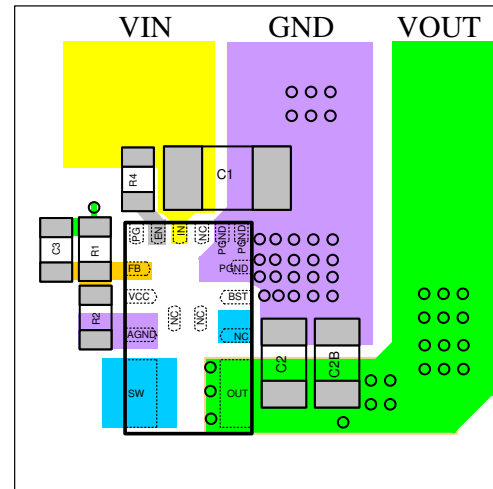 VIN GND VOUT
R4
C1
PG EN IN NC PGND PGND
C3 R1
FB PGND
VCC BST
R2 NC NC
AGND NC
C2 C2B
SW OUT